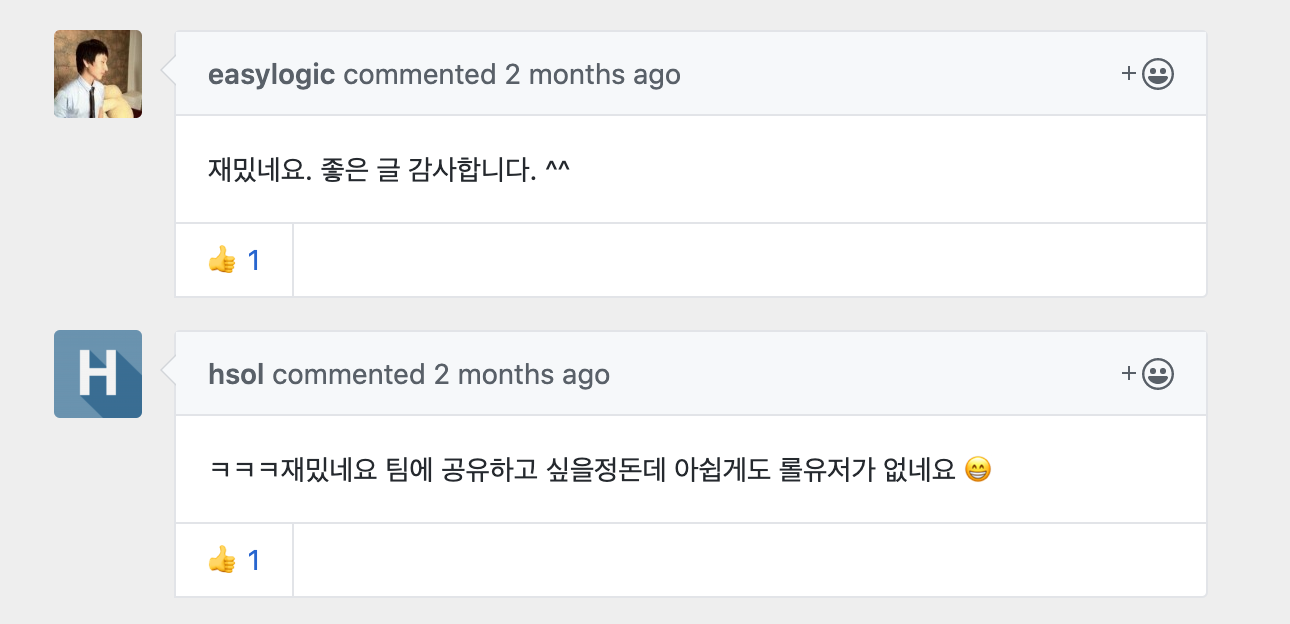 easylogic commented 2 months ago
재밌네요. 좋은 글 감사합니다. ^^
👍 1
H
hsol commented 2 months ago
ㅋㅋㅋ재밌네요 팀에 공유하고 싶을정돈데 아쉽게도 롤유저가 없네요 😁
👍 1